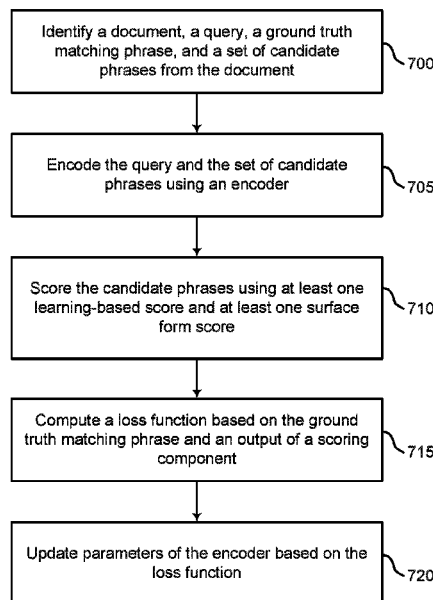 Identify a document, a query, a ground truth
matching phrase, and a set of candidate
phrases from the document
700
Encode the query and the set of candidate
phrases using an encoder
705
Score the candidate phrases using at least one
learning-based score and at least one surface
form score
710
Compute a loss function based on the ground
truth matching phrase and an output of a scoring
component
715
Update parameters of the encoder based on the
loss function
720